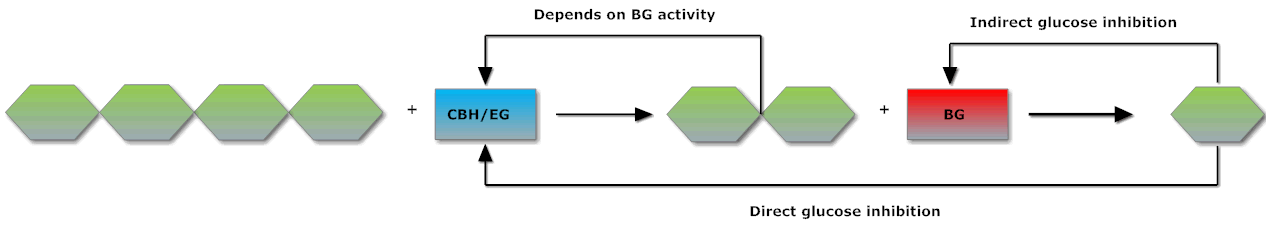 Depends on BG activity
Indirect glucose inhibition
+
CBH/EG
+
BG
Direct glucose inhibition